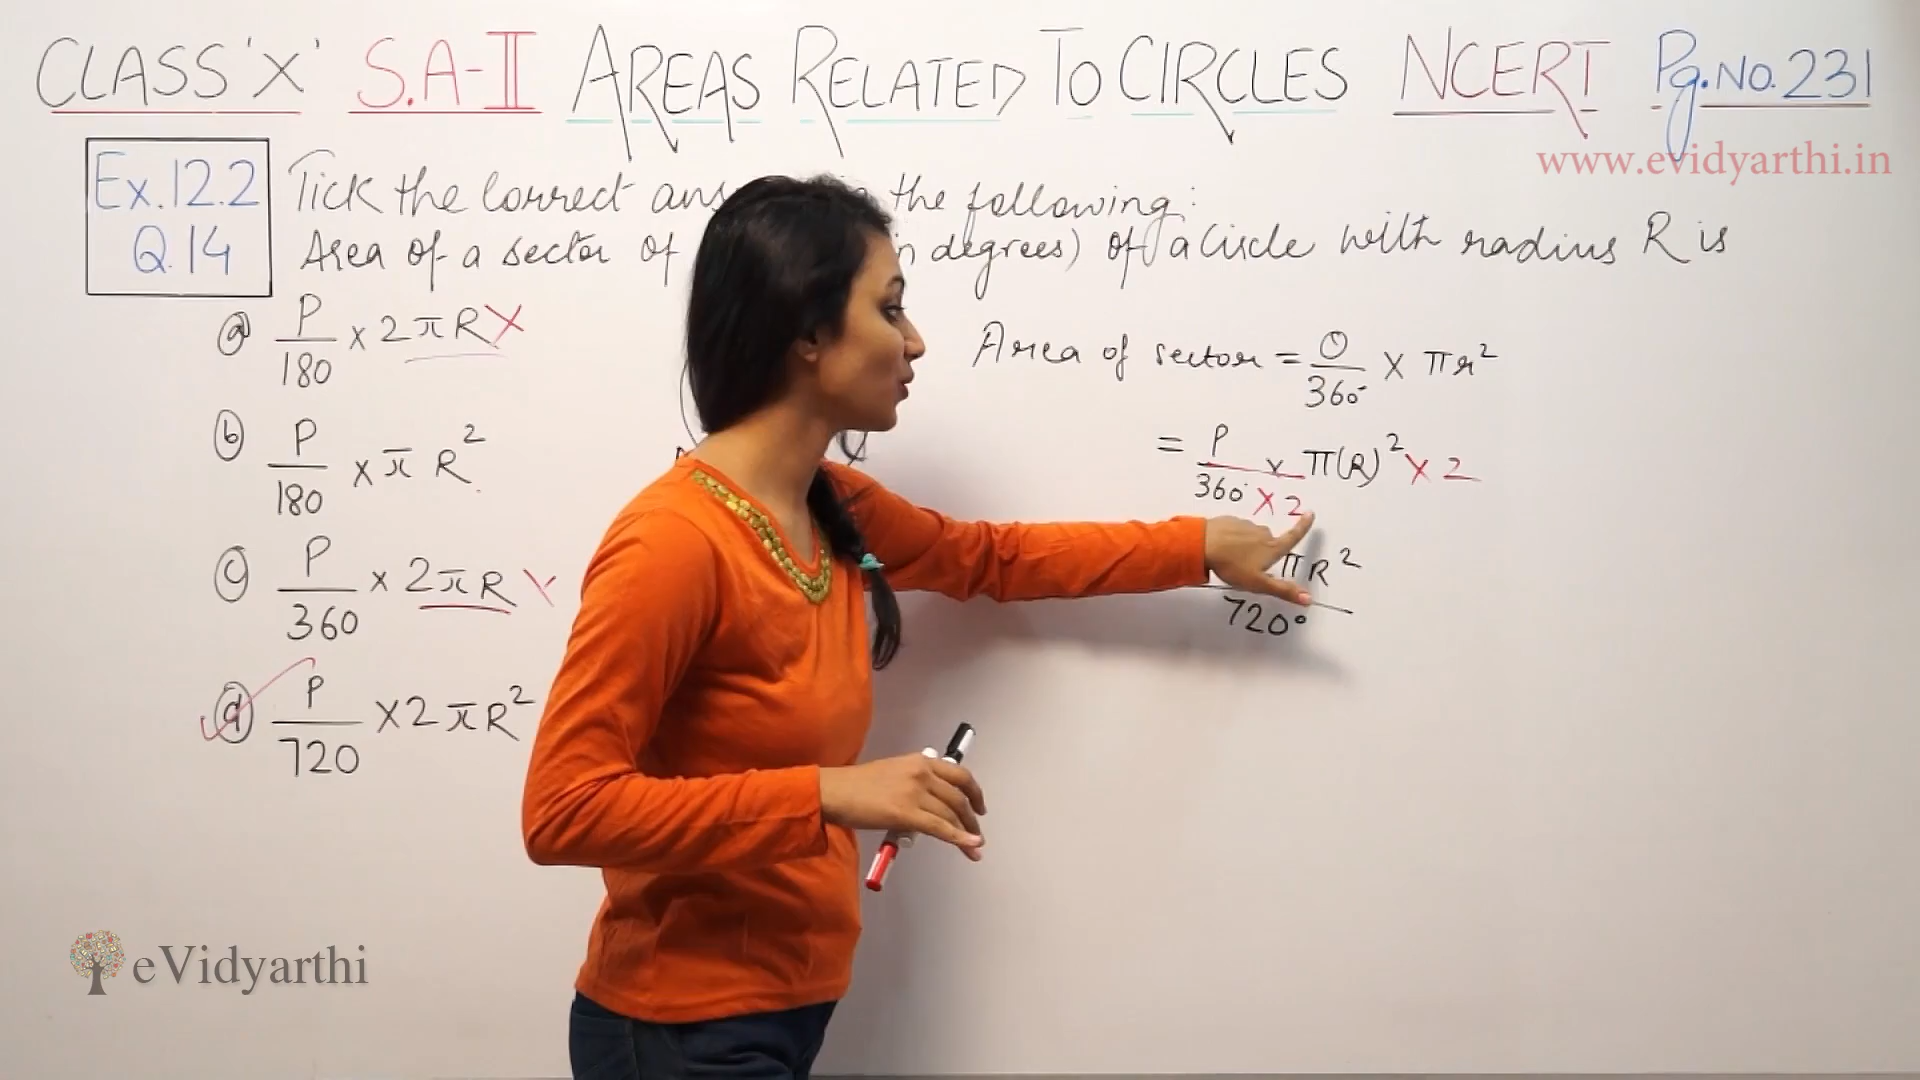 CLASS 'X' S.A-II AREAS RELATED TO CIRCLES NCERT Pg.NO.231
www.evidyarthi.in
Ex.12.2
Q.14
Tick the correct ans the following:
Area of a sector of in degrees) of a Circle with radius R is
a P/180 × 2πR X
b P/180 × πR²
c P/360 × 2πR X
d P/720 × 2πR² ✓
Area of sector = θ/360° × πr²
= P/360° × 2 × π(R)² × 2
πR²/720°
eVidyarthi